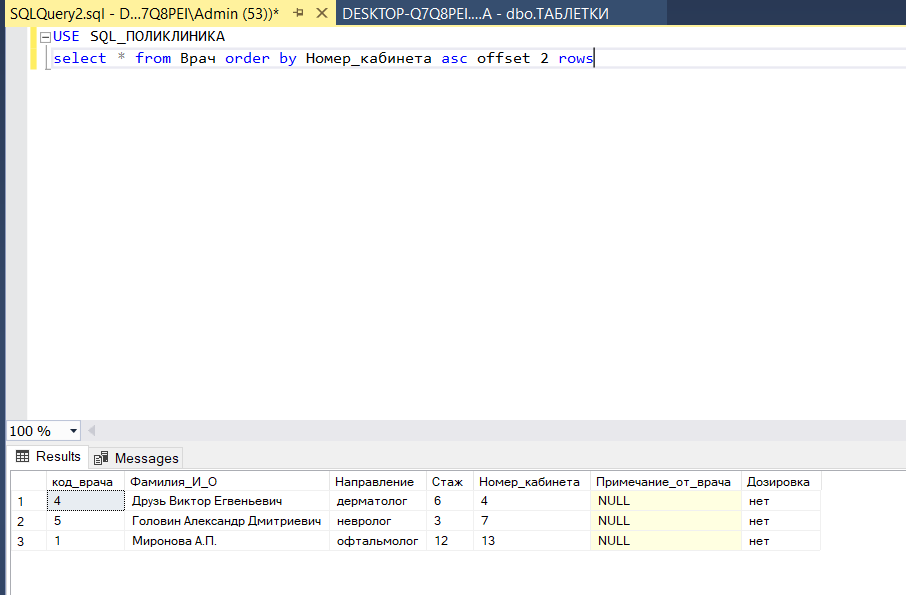 SQLQuery2.sql - D...7Q8PEI\Admin (53))* DESKTOP-Q7Q8PEI....A - dbo.ТАБЛЕТКИ
USE SQL_ПОЛИКЛИНИКА
select * from Врач order by Номер_кабинета asc offset 2 rows
100 %
Results Messages
код_врача Фамилия_И_О Направление Стаж Номер_кабинета Примечание_от_врача Дозировка
1 4 Друзь Виктор Егвеньевич дерматолог 6 4 NULL нет
2 5 Головин Александр Дмитриевич невролог 3 7 NULL нет
3 1 Миронова А.П. офтальмолог 12 13 NULL нет